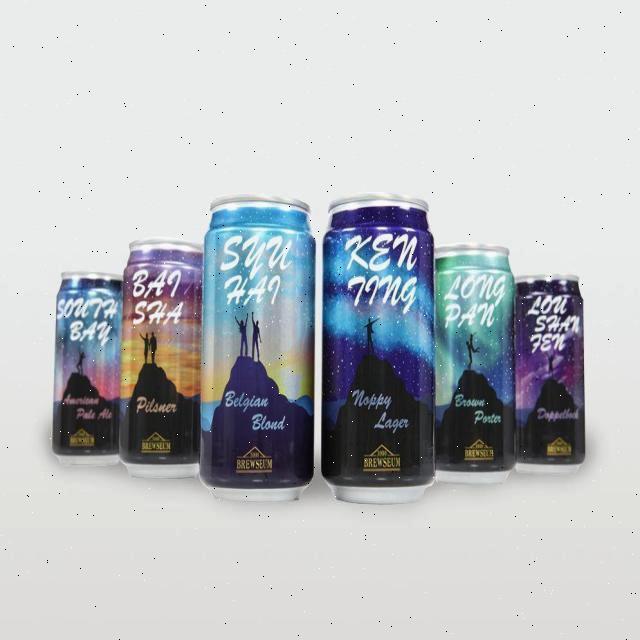 SOUTH
BAY
American
Pale Ale
BREWSEUM
BAI
SHA
Pilsner
BREWSEUM
SYU
HAI
Belgian
Blond
BREWSEUM
KEN
TING
Noppy
Lager
BREWSEUM
LONG
PAN
Brown
Porter
BREWSEUM
LOU
SHAN
FEN
Doppelbock
BREWSEUM